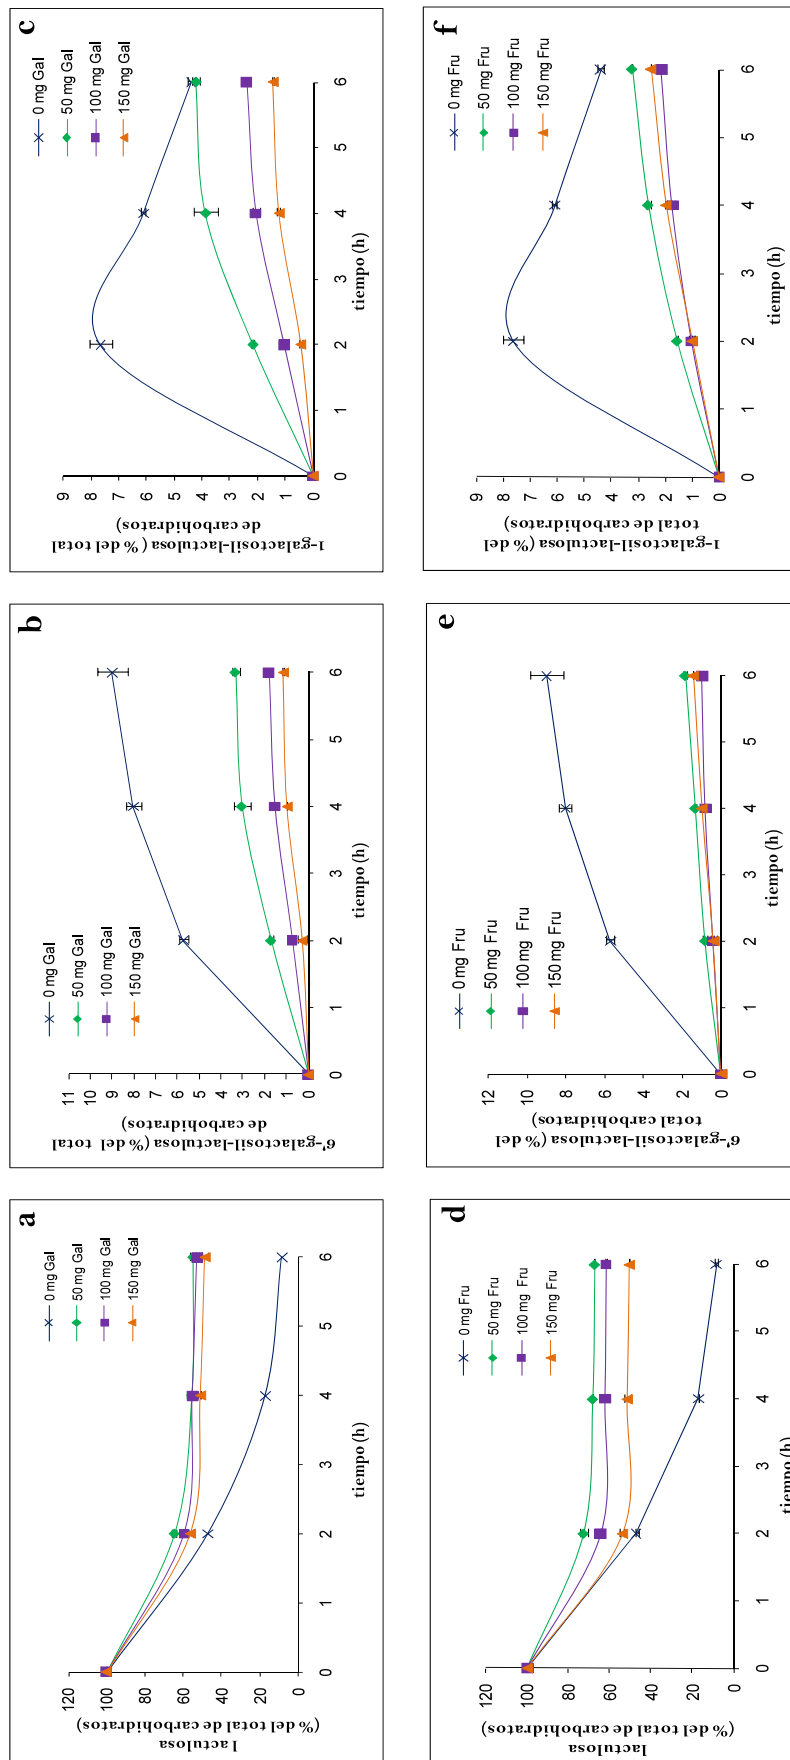 a
0 mg Gal
50 mg Gal
100 mg Gal
150 mg Gal
120
100
80
60
40
20
0
0
1
2
3
4
5
6
tiempo (h)
lactulosa
(% del total de carbohidratos)
b
0 mg Gal
50 mg Gal
100 mg Gal
150 mg Gal
11
10
9
8
7
6
5
4
3
2
1
0
0
1
2
3
4
5
6
tiempo (h)
6'-galactosil-lactulosa (% del total
de carbohidratos)
c
0 mg Gal
50 mg Gal
100 mg Gal
150 mg Gal
9
8
7
6
5
4
3
2
1
0
0
1
2
3
4
5
6
tiempo (h)
1-galactosil-lactulosa (% del total
de carbohidratos)
d
0 mg Fru
50 mg Fru
100 mg Fru
150 mg Fru
120
100
80
60
40
20
0
0
1
2
3
4
5
6
tiempo (h)
lactulosa
(% del total de carbohidratos)
e
0 mg Fru
50 mg Fru
100 mg Fru
150 mg Fru
12
10
8
6
4
2
0
0
1
2
3
4
5
6
tiempo (h)
6'-galactosil-lactulosa (% del
total carbohidratos)
f
0 mg Fru
50 mg Fru
100 mg Fru
150 mg Fru
9
8
7
6
5
4
3
2
1
0
0
1
2
3
4
5
6
tiempo (h)
1-galactosil-lactulosa (% del
total de carbohidratos)